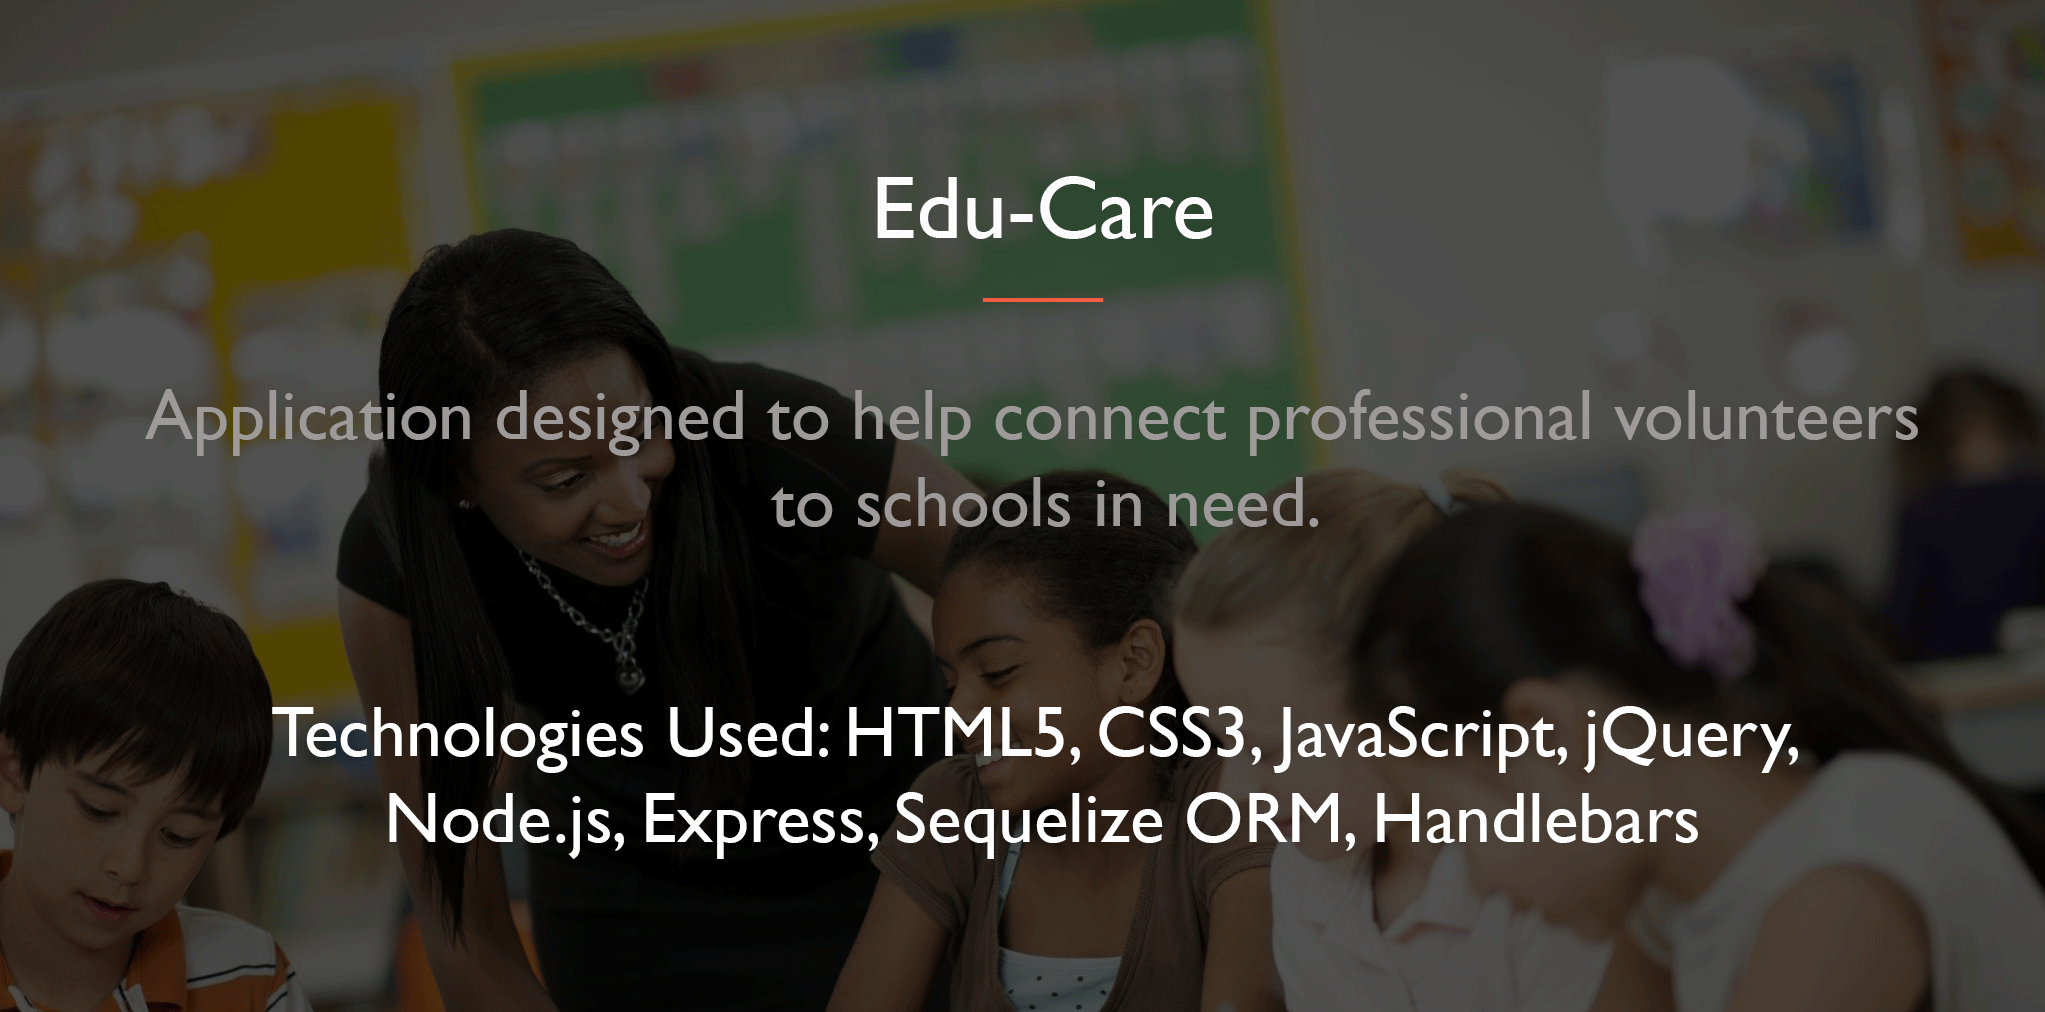 Edu-Care
Application designed to help connect professional volunteers
to schools in need.
Technologies Used: HTML5, CSS3, JavaScript, jQuery,
Node.js, Express, Sequelize ORM, Handlebars